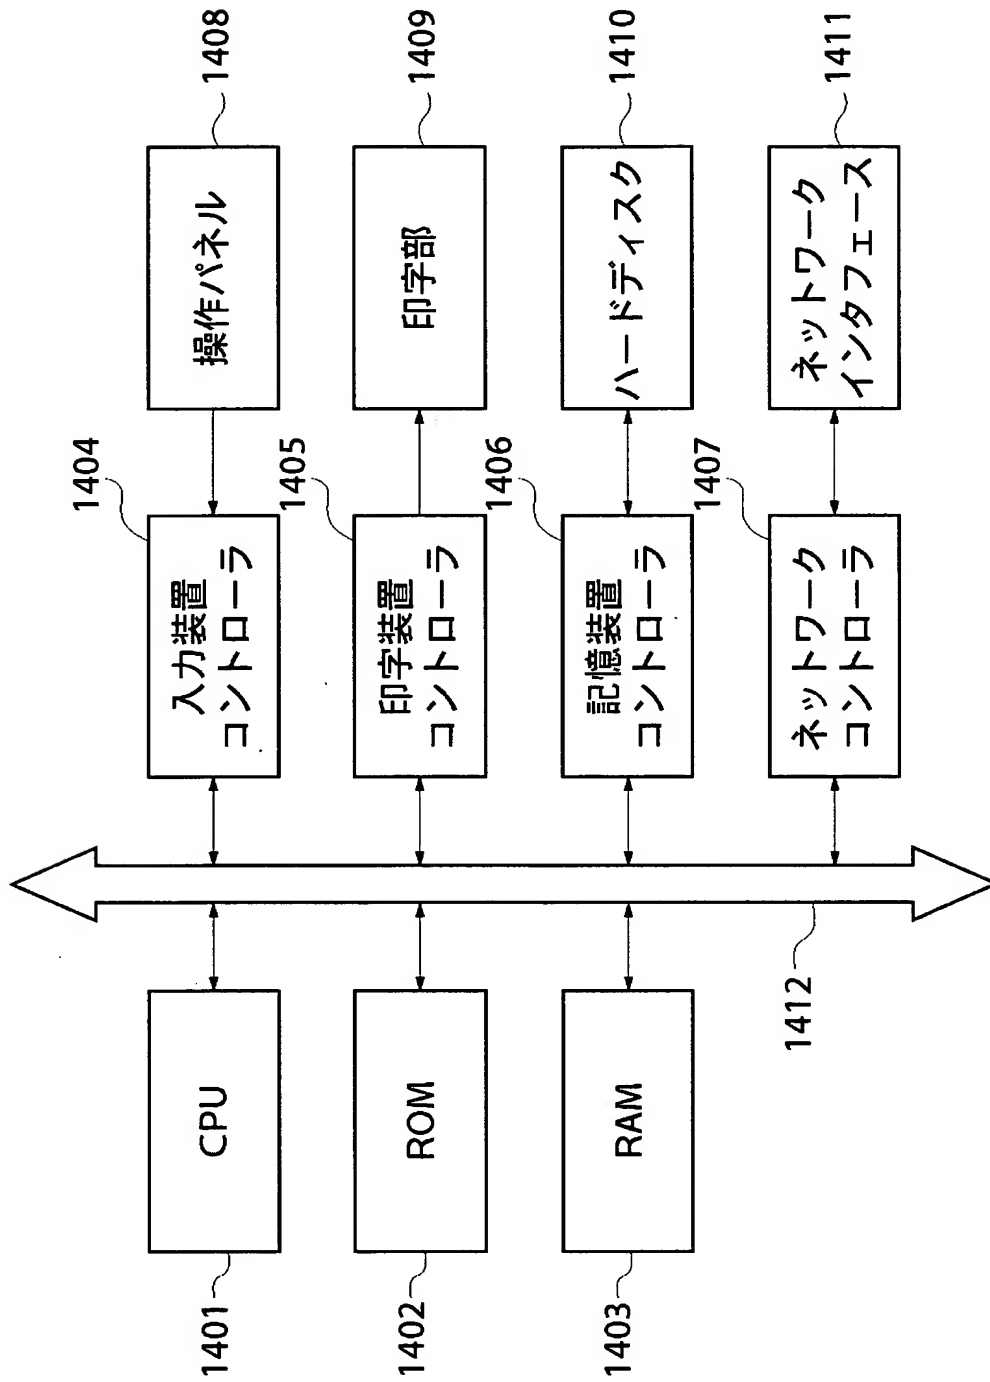 1401
CPU
1402
ROM
1403
RAM
1412
1404
入力装置
コントローラ
1405
印字装置
コントローラ
1406
記憶装置
コントローラ
1407
ネットワーク
コントローラ
操作パネル
1408
印字部
1409
ハードディスク
1410
ネットワーク
インタフェース
1411